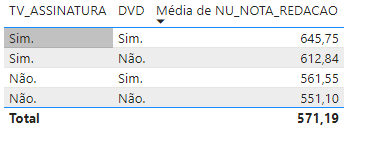 TV_ASSINATURA DVD Média de NU_NOTA_REDACAO
Sim. Sim. 645,75
Sim. Não. 612,84
Não. Sim. 561,55
Não. Não. 551,10
Total 571,19